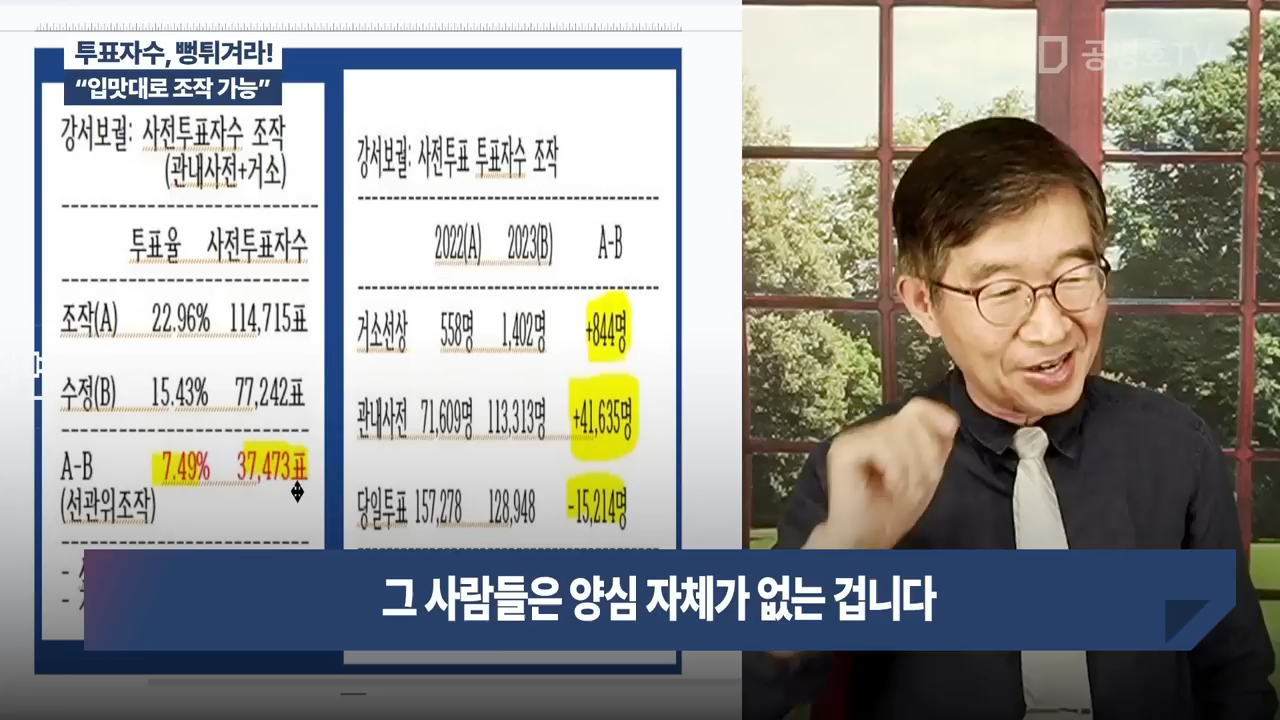 투표자수, 뻥튀겨라!
“입맛대로 조작 가능”
강서보궐: 사전투표자수 조작
(관내사전+거소)
투표율 사전투표자수
조작(A) 22.96% 114,715표
수정(B) 15.43% 77,242표
A-B 7.49% 37,473표
(선관위조작)
강서보궐: 사전투표 투표자수 조작
2022(A) 2023(B) A-B
거소선상 558명 1,402명 +844명
관내사전 71,609명 113,313명 +41,635명
당일투표 157,278 128,948 -15,214명
공병호TV
그 사람들은 양심 자체가 없는 겁니다